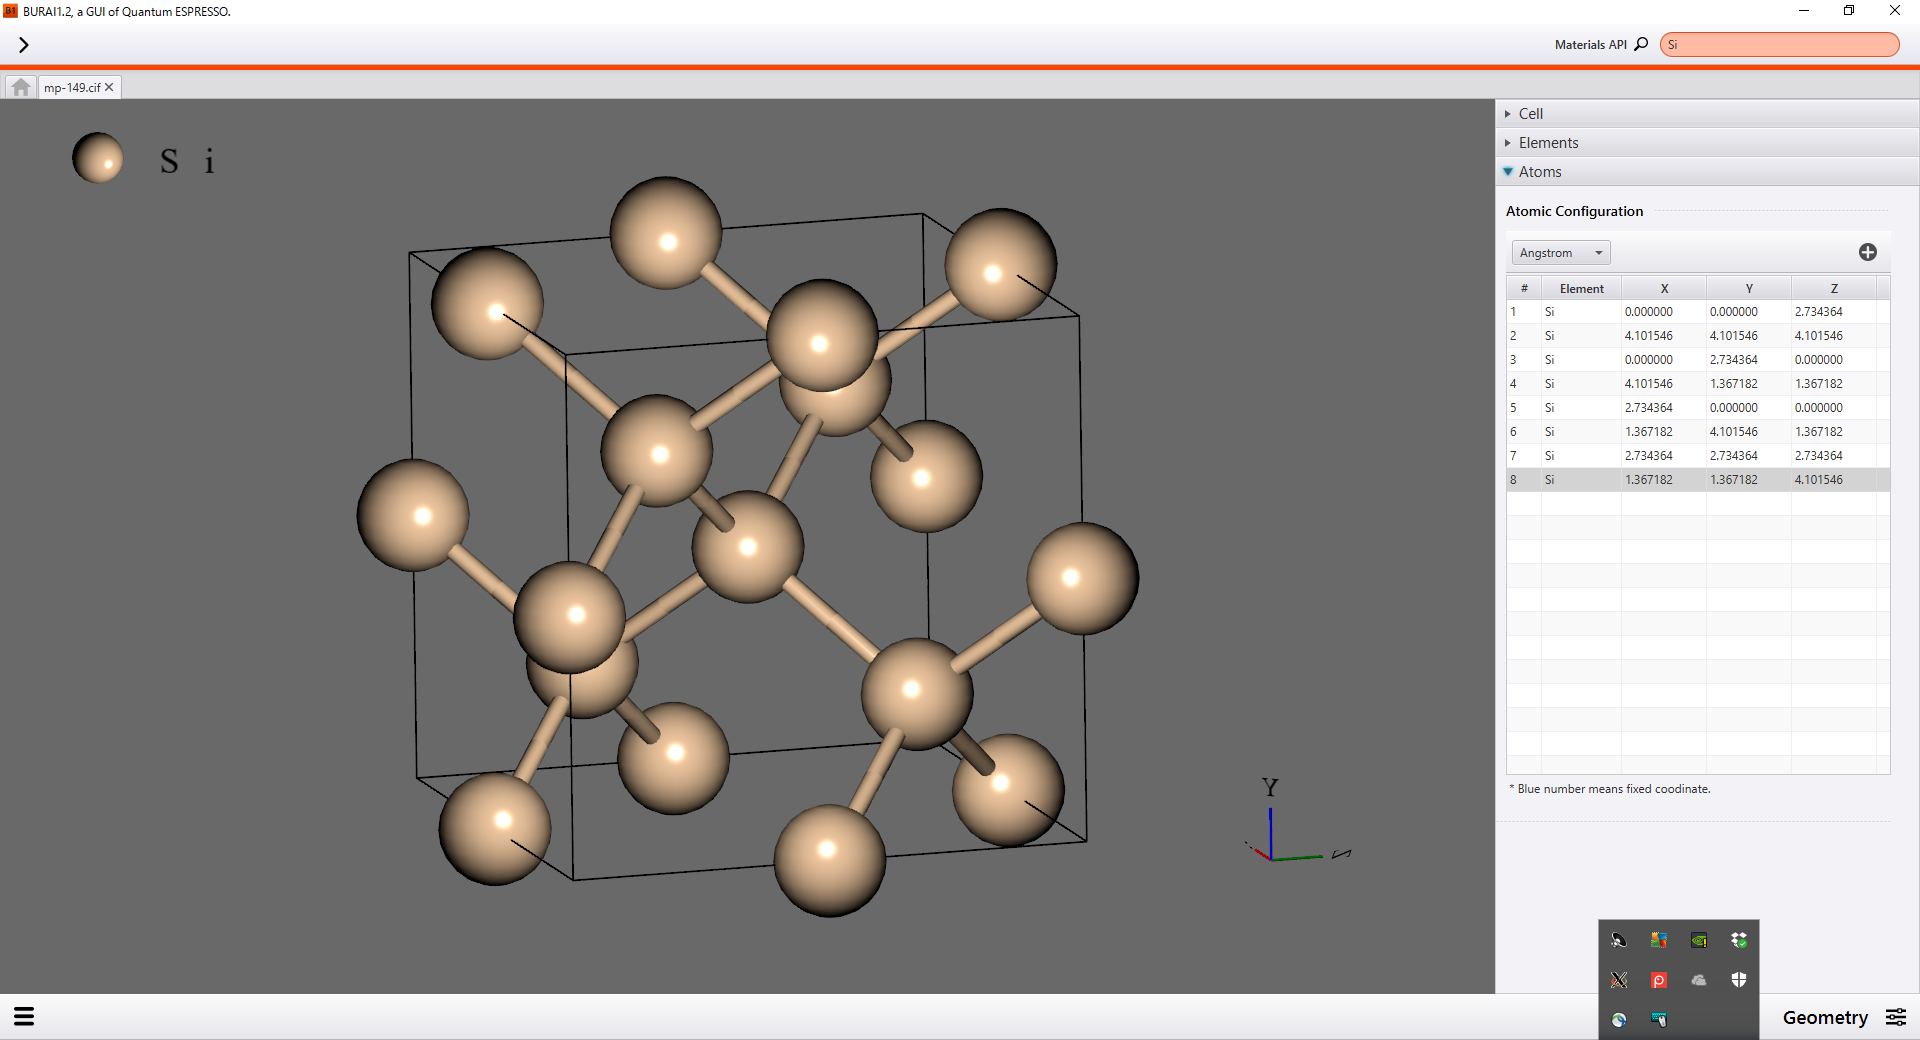 BURAI1.2, a GUI of Quantum ESPRESSO.
Materials API Si
mp-149.cif
Si
Cell
Elements
Atoms
Atomic Configuration
Angstrom
# Element X Y Z
1 Si 0.000000 0.000000 2.734364
2 Si 4.101546 4.101546 4.101546
3 Si 0.000000 2.734364 0.000000
4 Si 4.101546 1.367182 1.367182
5 Si 2.734364 0.000000 0.000000
6 Si 1.367182 4.101546 1.367182
7 Si 2.734364 2.734364 2.734364
8 Si 1.367182 1.367182 4.101546
* Blue number means fixed coodinate.
Y
Z
Geometry